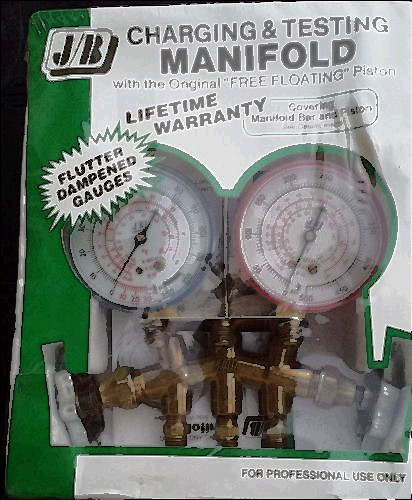 J/B
CHARGING & TESTING
MANIFOLD
with the Original "FREE FLOATING" Piston
LIFETIME
WARRANTY
Covering
Manifold Bar and Piston
FLUTTER
DAMPENED
GAUGES
FOR PROFESSIONAL USE ONLY